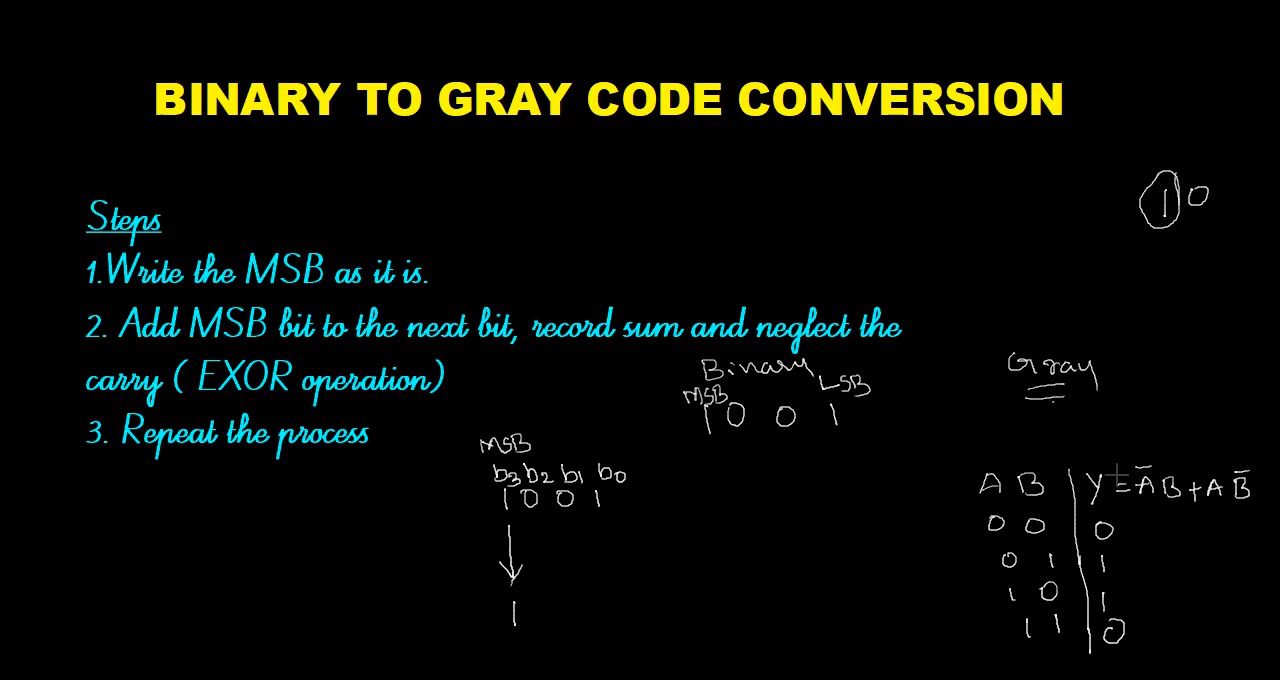 BINARY TO GRAY CODE CONVERSION
1 0
Steps
1.Write the MSB as it is.
2. Add MSB bit to the next bit, record sum and neglect the
carry ( EXOR operation)
3. Repeat the process
Binary
Gray
MSB LSB
1 0 0 1
MSB
b3 b2 b1 b0
1 0 0 1
1
A B Y = A̅ B + A B̅
0 0 0
0 1 1
1 0 1
1 1 0